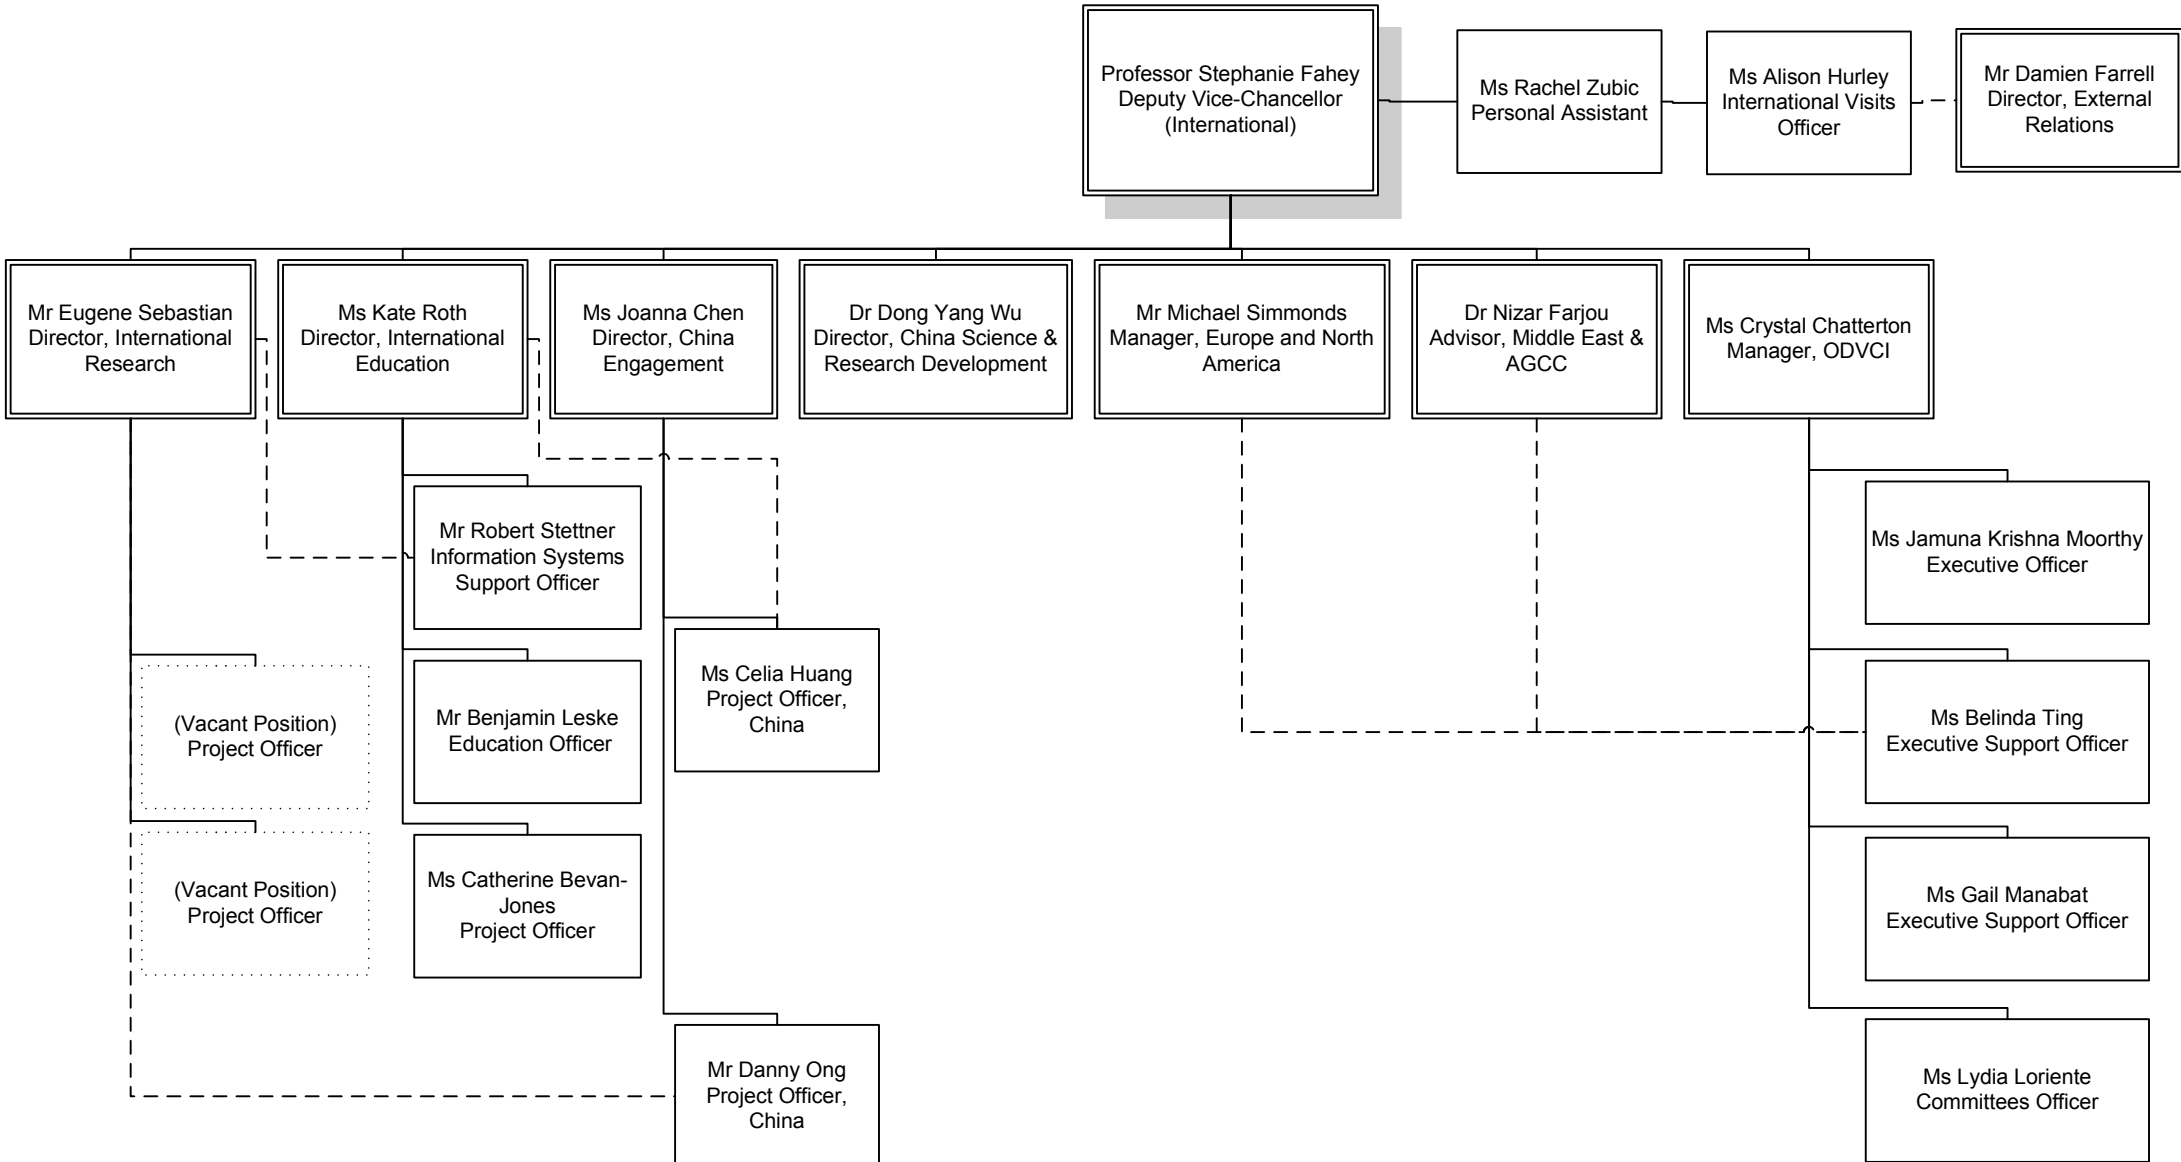 Professor Stephanie Fahey
Deputy Vice-Chancellor
(International)
Ms Rachel Zubic
Personal Assistant
Ms Alison Hurley
International Visits
Officer
Mr Damien Farrell
Director, External
Relations
Mr Eugene Sebastian
Director, International
Research
Ms Kate Roth
Director, International
Education
Ms Joanna Chen
Director, China
Engagement
Dr Dong Yang Wu
Director, China Science &
Research Development
Mr Michael Simmonds
Manager, Europe and North
America
Dr Nizar Farjou
Advisor, Middle East &
AGCC
Ms Crystal Chatterton
Manager, ODVCI
Mr Robert Stettner
Information Systems
Support Officer
Ms Jamuna Krishna Moorthy
Executive Officer
(Vacant Position)
Project Officer
Mr Benjamin Leske
Education Officer
Ms Celia Huang
Project Officer,
China
Ms Belinda Ting
Executive Support Officer
(Vacant Position)
Project Officer
Ms Catherine Bevan-
Jones
Project Officer
Ms Gail Manabat
Executive Support Officer
Mr Danny Ong
Project Officer,
China
Ms Lydia Loriente
Committees Officer